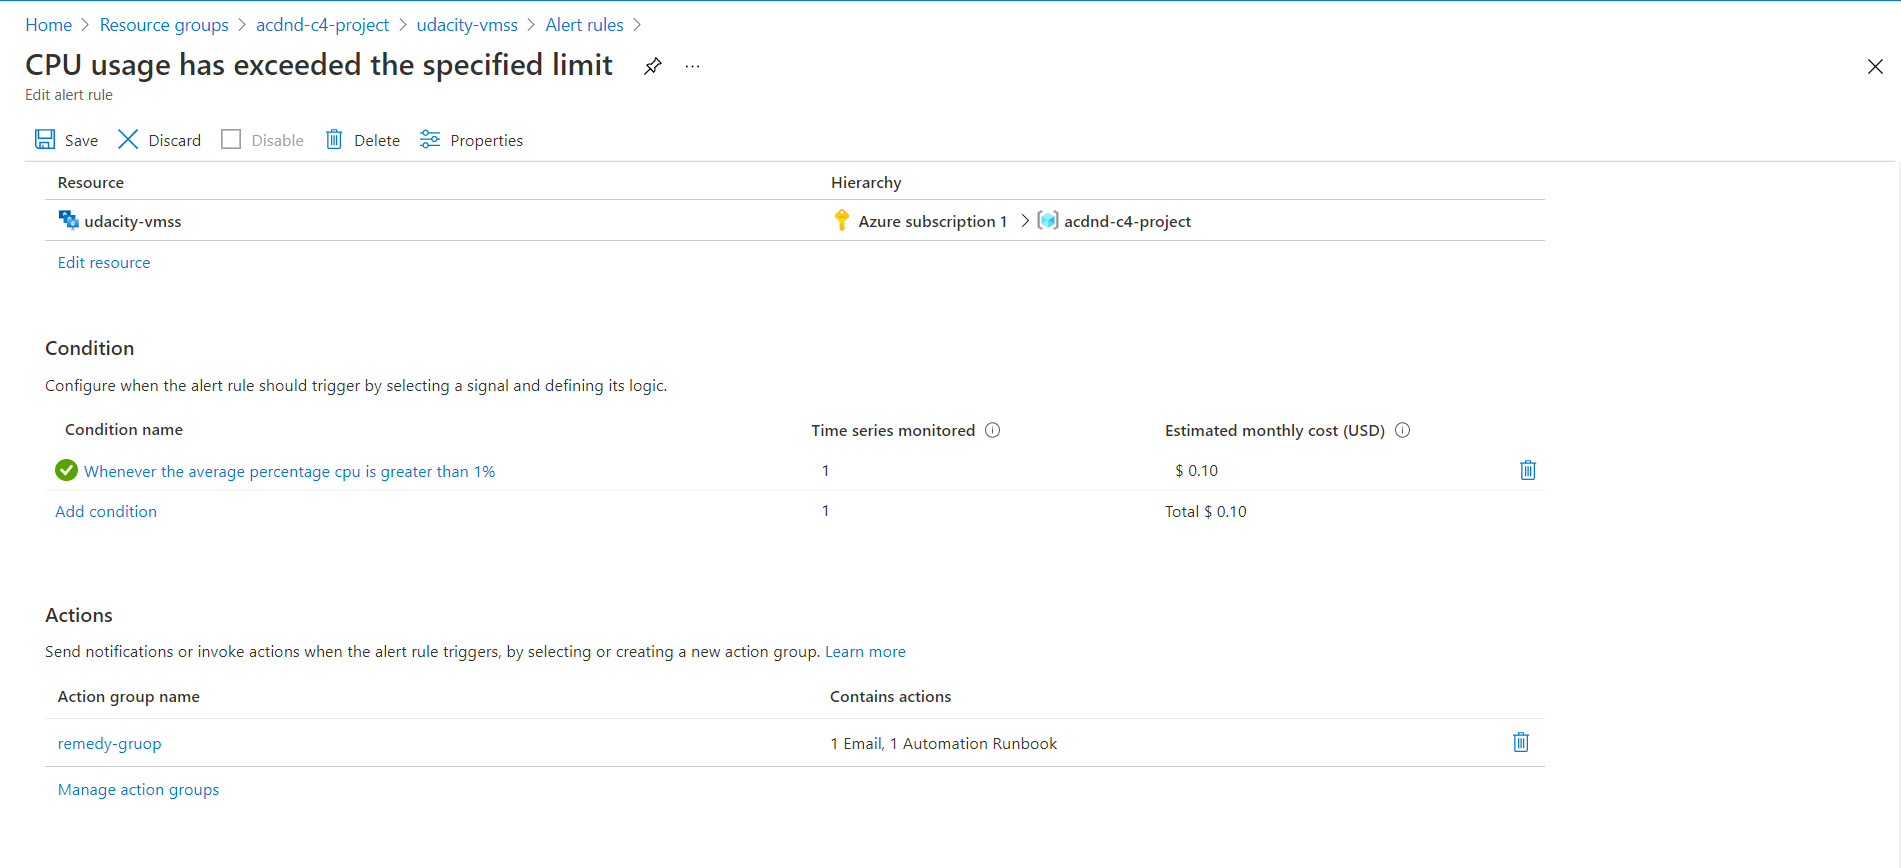 Home > Resource groups > acdnd-c4-project > udacity-vmss > Alert rules >
CPU usage has exceeded the specified limit ...
Edit alert rule
Save Discard Disable Delete Properties
Resource Hierarchy
udacity-vmss Azure subscription 1 > acdnd-c4-project
Edit resource
Condition
Configure when the alert rule should trigger by selecting a signal and defining its logic.
Condition name Time series monitored Estimated monthly cost (USD)
Whenever the average percentage cpu is greater than 1% 1 $ 0.10
Add condition 1 Total $ 0.10
Actions
Send notifications or invoke actions when the alert rule triggers, by selecting or creating a new action group. Learn more
Action group name Contains actions
remedy-gruop 1 Email, 1 Automation Runbook
Manage action groups